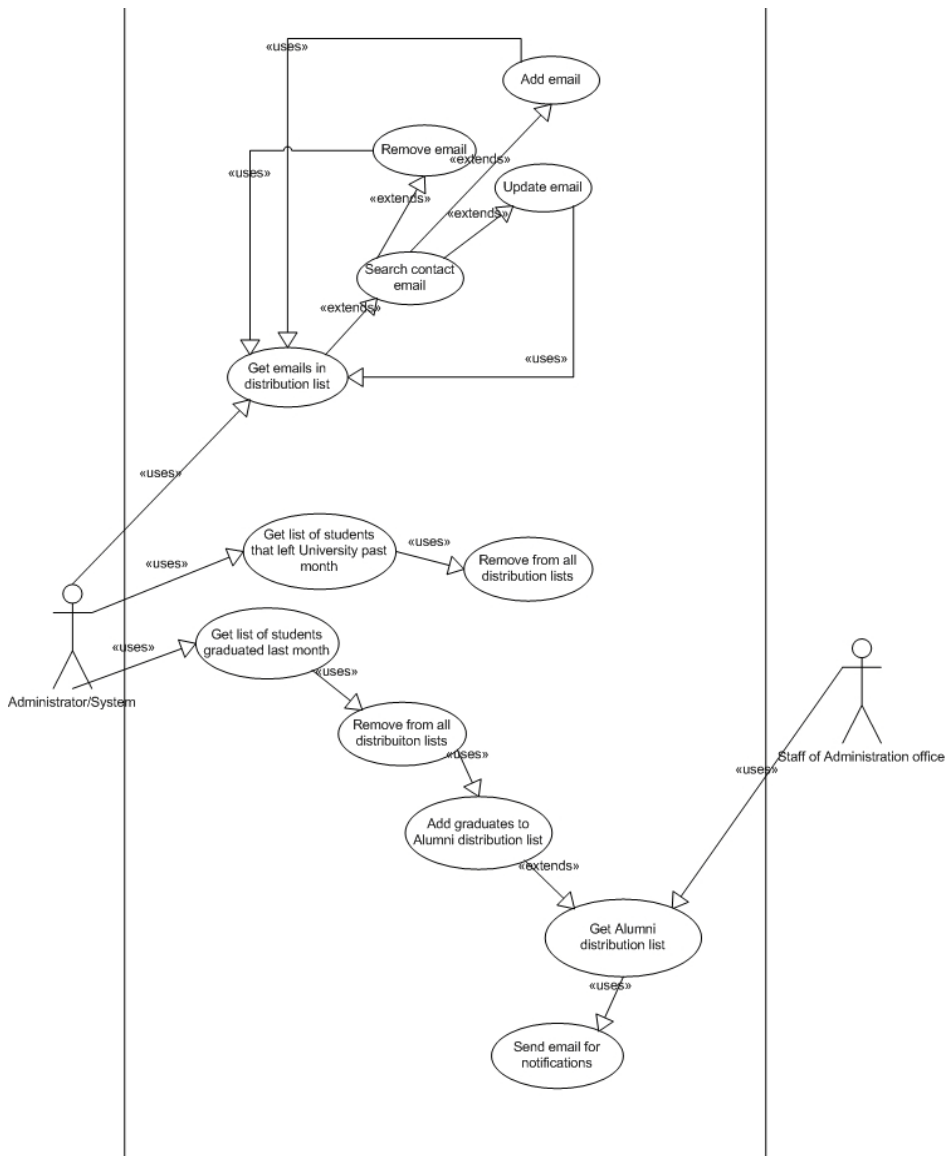 «uses»
Add email
Remove email
«extends»
«uses»
Update email
«extends»
«extends»
Search contact
email
«extends»
Get emails in
distribution list
«uses»
«uses»
Get list of students
that left University past
month
«uses»
Remove from all
distribution lists
«uses»
Get list of students
graduated last month
«uses»
Administrator/System
«uses»
Remove from all
distribuiton lists
«uses»
Staff of Administration office
«uses»
Add graduates to
Alumni distribution list
«extends»
Get Alumni
distribution list
«uses»
Send email for
notifications